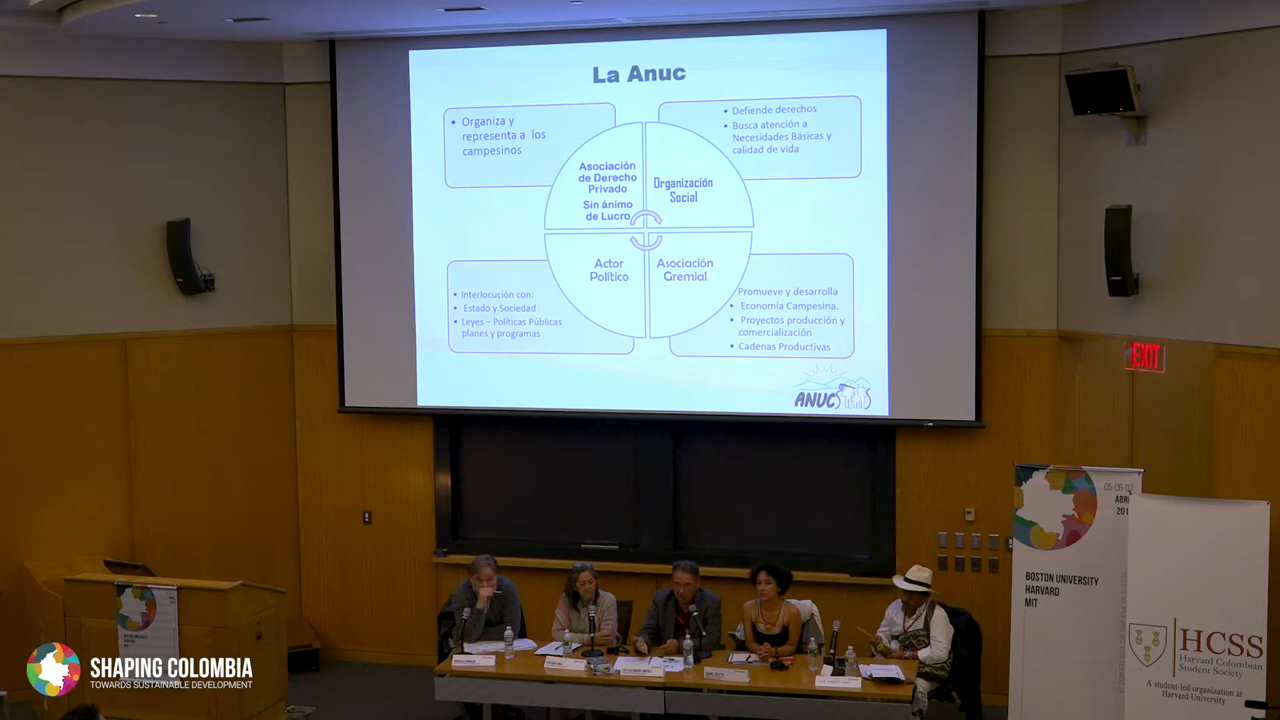 La Anuc
• Organiza y
representa a los
campesinos
• Defiende derechos
• Busca atención a
Necesidades Básicas y
calidad de vida
Asociación
de Derecho
Privado
Sin ánimo
de Lucro
Organización
Social
Actor
Político
Asociación
Gremial
• Interlocución con:
• Estado y Sociedad
• Leyes – Políticas Públicas
planes y programas
Promueve y desarrolla
• Economía Campesina.
• Proyectos producción y
comercialización
• Cadenas Productivas
ANUC
EXIT
BOSTON UNIVERSITY
HARVARD
MIT
HCSS
Harvard Colombian
Student Society
A student-led organization at
Harvard University
SHAPING COLOMBIA
TOWARDS SUSTAINABLE DEVELOPMENT